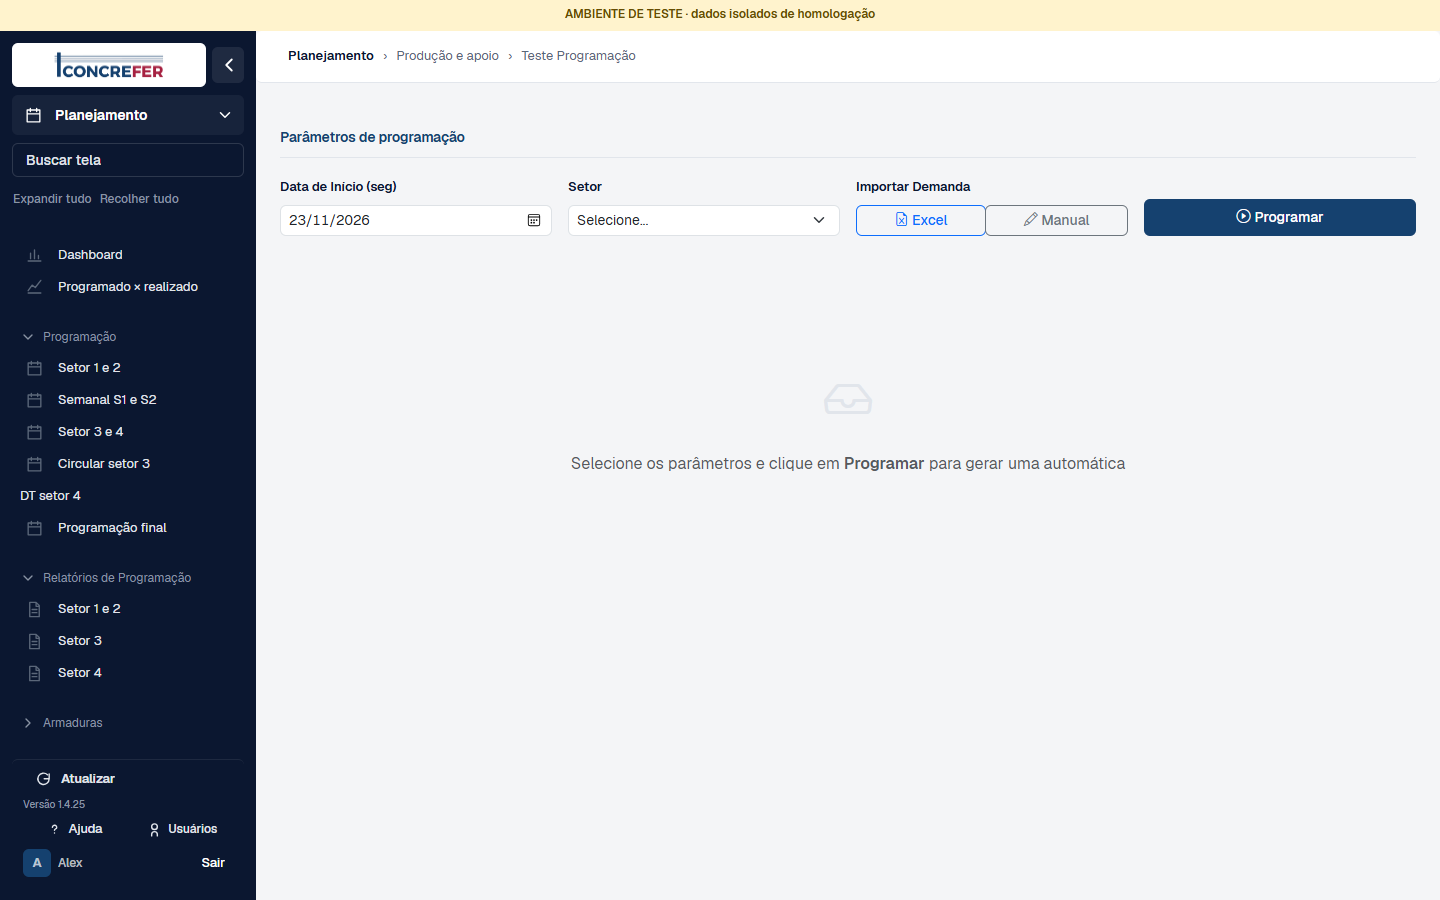 AMBIENTE DE TESTE · dados isolados de homologação
CONCREFER
Planejamento
Buscar tela
Expandir tudo Recolher tudo
Dashboard
Programado × realizado
Programação
Setor 1 e 2
Semanal S1 e S2
Setor 3 e 4
Circular setor 3
DT setor 4
Programação final
Relatórios de Programação
Setor 1 e 2
Setor 3
Setor 4
Armaduras
Atualizar
Versão 1.4.25
? Ajuda Usuários
A Alex Sair
Planejamento › Produção e apoio › Teste Programação
Parâmetros de programação
Data de Início (seg) Setor Importar Demanda
23/11/2026 Selecione... Excel Manual Programar
Selecione os parâmetros e clique em Programar para gerar uma automática